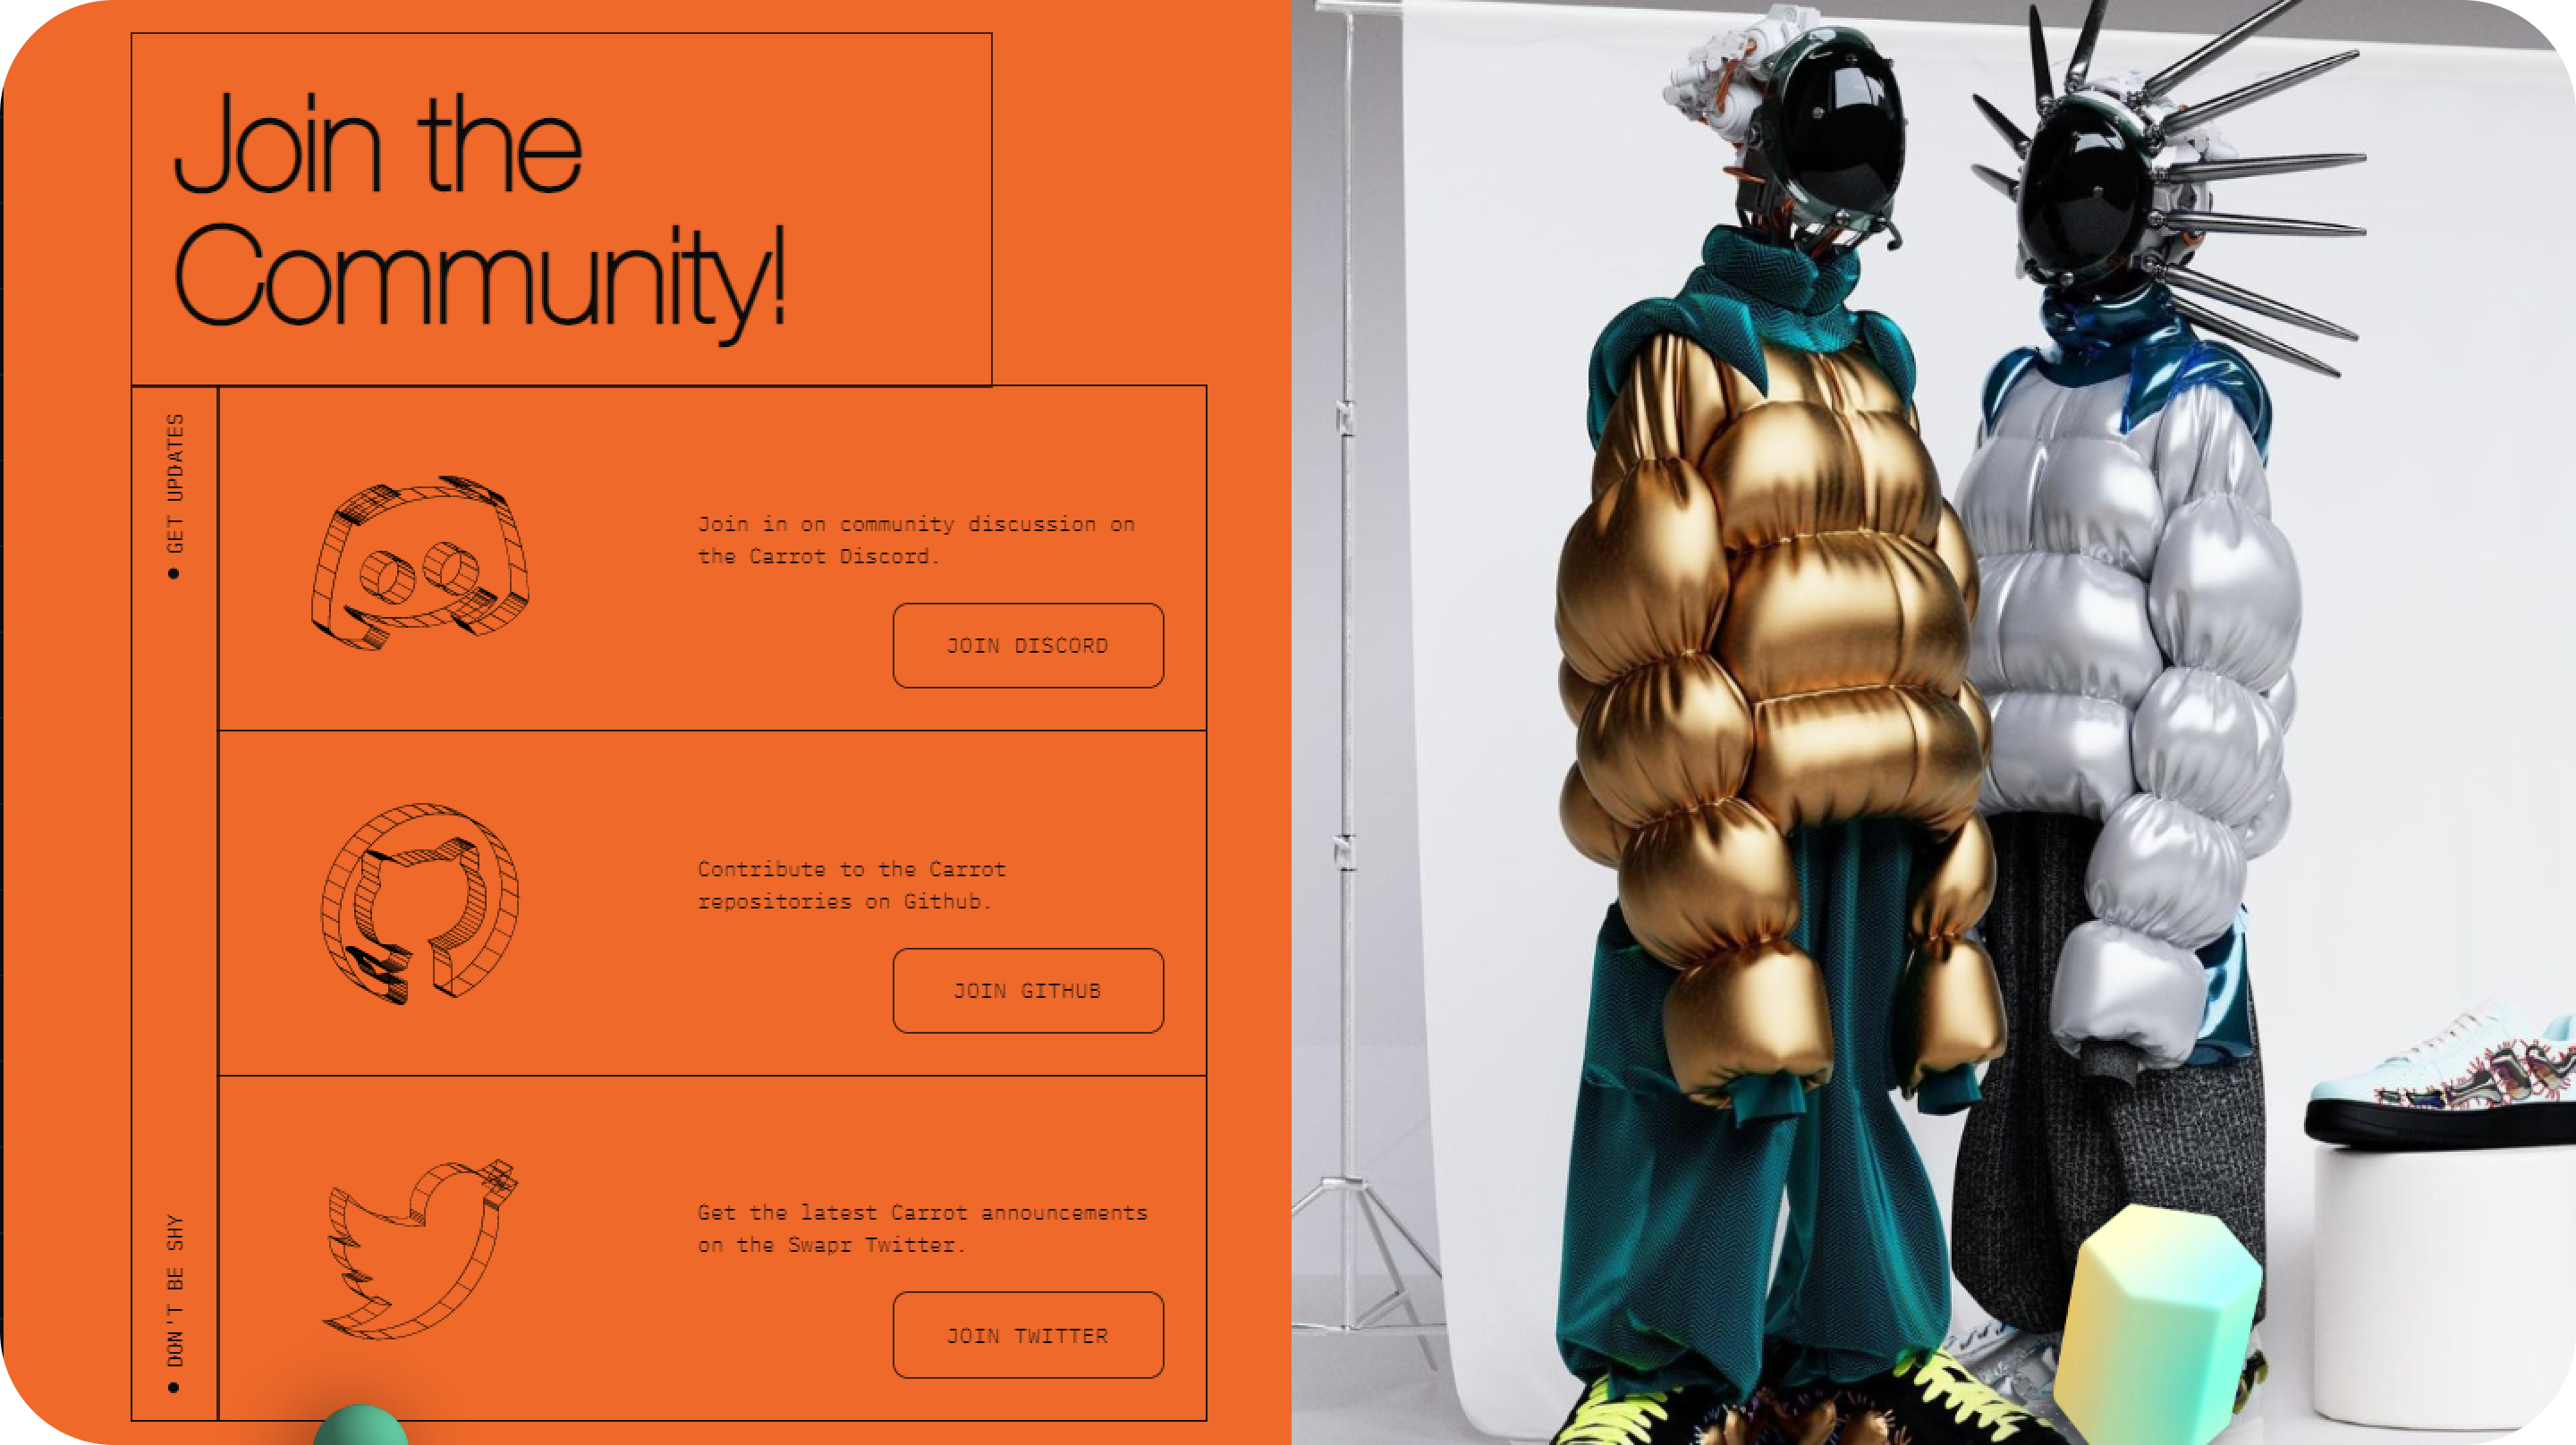 Join the
Community!
GET UPDATES
Join in on community discussion on
the Carrot Discord.
JOIN DISCORD
Contribute to the Carrot
repositories on Github.
JOIN GITHUB
Get the latest Carrot announcements
on the Swapr Twitter.
JOIN TWITTER
DON'T BE SHY